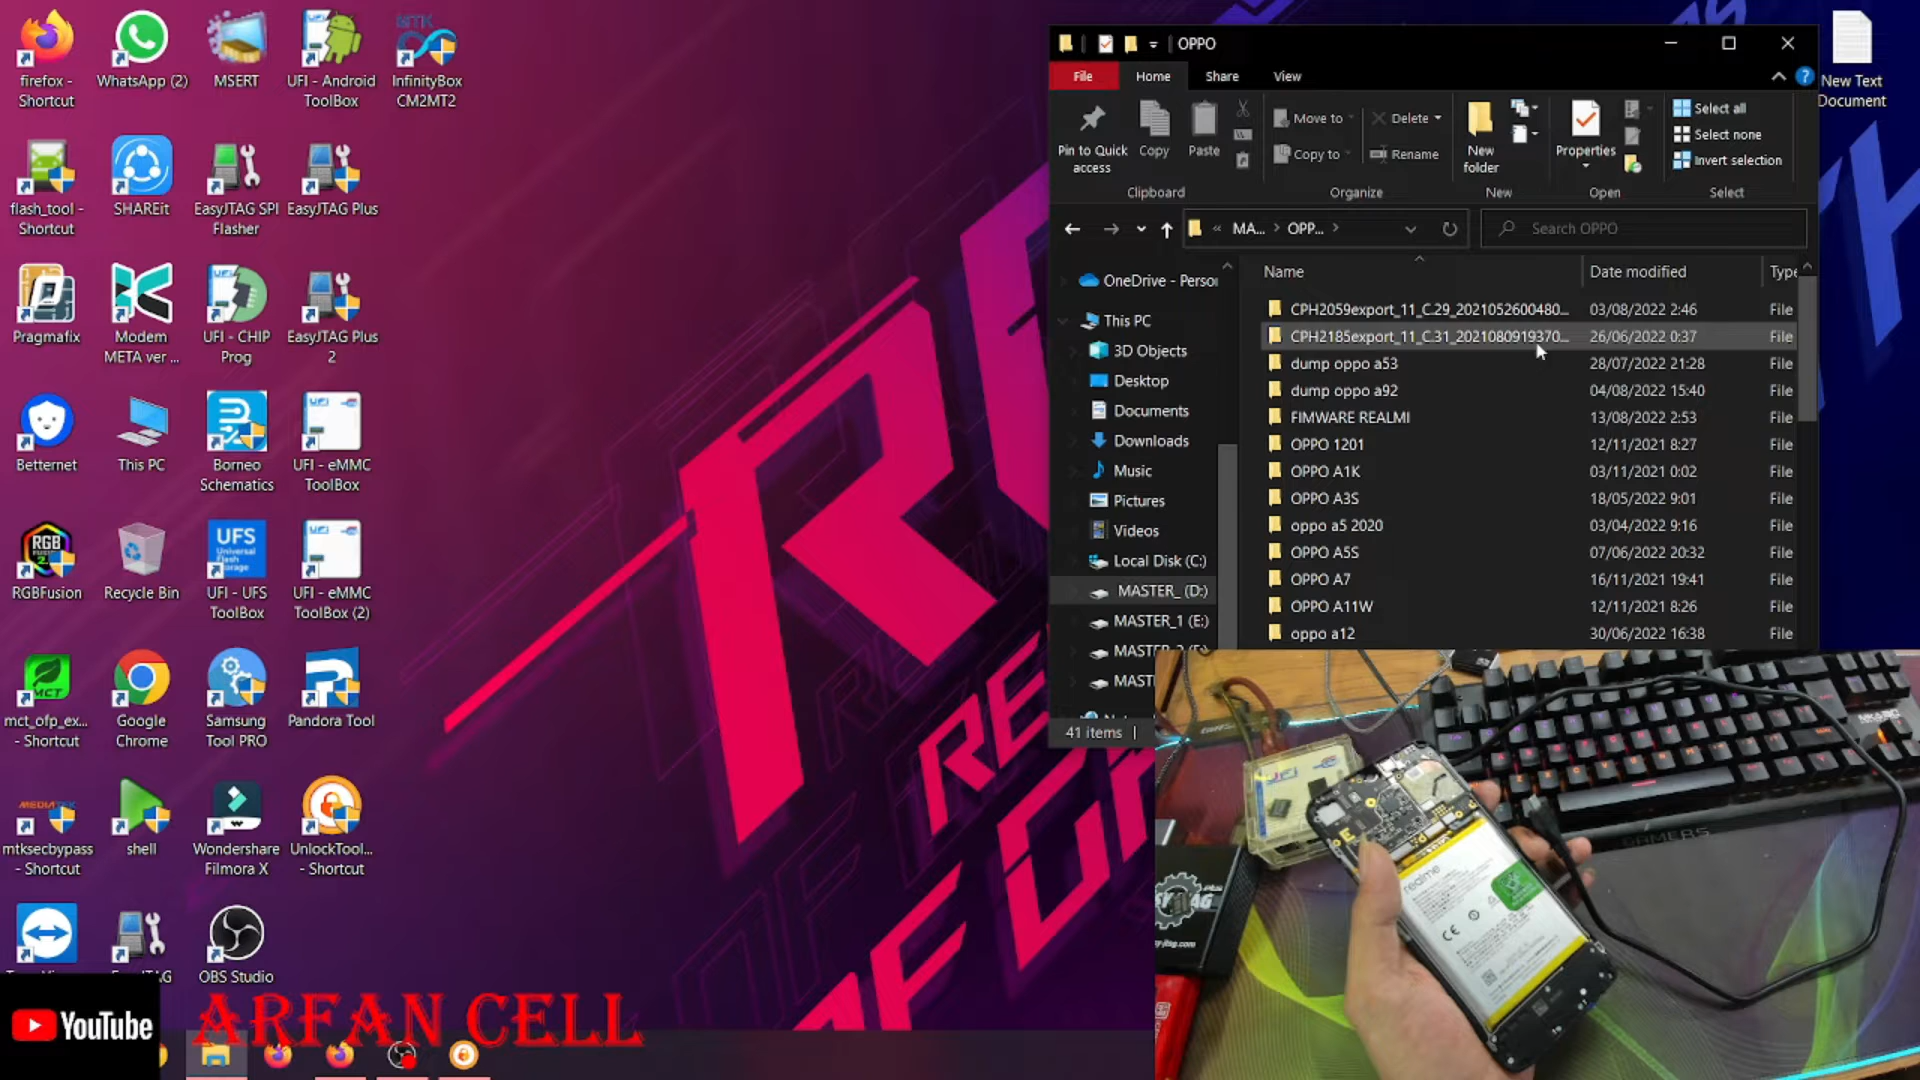 firefox -
Shortcut
WhatsApp (2)
MSERT
UFI - Android
ToolBox
MTK
InfinityBox
CM2MT2
flash_tool -
Shortcut
SHAREit
EasyJTAG SPI
Flasher
EasyJTAG Plus
Pragmafix
Modem
META ver ...
UFI - CHIP
Prog
EasyJTAG Plus
2
Betternet
This PC
Borneo
Schematics
UFI - eMMC
ToolBox
RGB
RGBFusion
Recycle Bin
UFS
Universal
Flash
UFI - UFS
ToolBox
UFI - eMMC
ToolBox (2)
MCT
mct_ofp_ex...
- Shortcut
Google
Chrome
Samsung
Tool PRO
Pandora Tool
MEDIATEK
mtksecbypass
- Shortcut
shell
Wondershare
Filmora X
UnlockTool...
- Shortcut
OBS Studio
YouTube
ARFAN CELL
OPPO
File
Home
Share
View
Pin to Quick
access
Copy
Paste
Clipboard
Move to
Copy to
Delete
Rename
Organize
New
folder
New
Properties
Open
Select all
Select none
Invert selection
Select
MA...
OPP...
Search OPPO
Name
Date modified
Type
OneDrive - Person
This PC
3D Objects
Desktop
Documents
Downloads
Music
Pictures
Videos
Local Disk (C:)
MASTER_ (D:)
MASTER_1 (E:)
CPH2059export_11_C.29_2021052600480... 03/08/2022 2:46 File
CPH2185export_11_C.31_2021080919370... 26/06/2022 0:37 File
dump oppo a53 28/07/2022 21:28 File
dump oppo a92 04/08/2022 15:40 File
FIMWARE REALMI 13/08/2022 2:53 File
OPPO 1201 12/11/2021 8:27 File
OPPO A1K 03/11/2021 0:02 File
OPPO A3S 18/05/2022 9:01 File
oppo a5 2020 03/04/2022 9:16 File
OPPO A5S 07/06/2022 20:32 File
OPPO A7 16/11/2021 19:41 File
OPPO A11W 12/11/2021 8:26 File
oppo a12 30/06/2022 16:38 File
41 items
New Text
Document
realme
CE
GAMERS